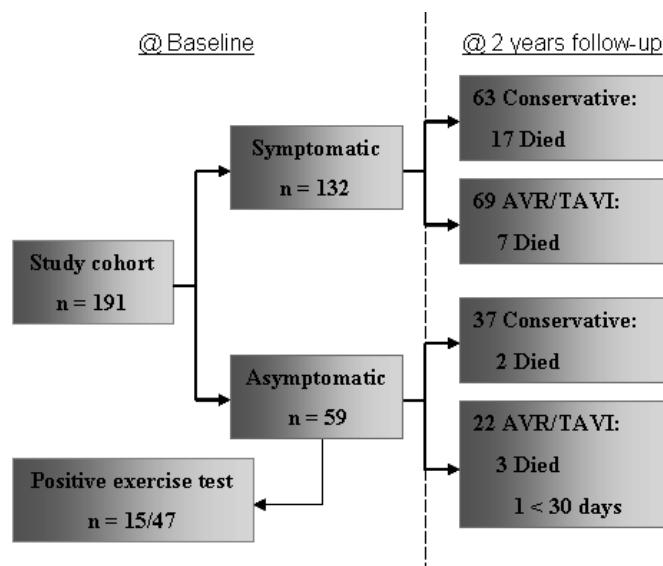 @ Baseline
@ 2 years follow-up
Study cohort
n = 191
Symptomatic
n = 132
63 Conservative:
17 Died
69 AVR/TAVI:
7 Died
Asymptomatic
n = 59
37 Conservative:
2 Died
22 AVR/TAVI:
3 Died
1 < 30 days
Positive exercise test
n = 15/47